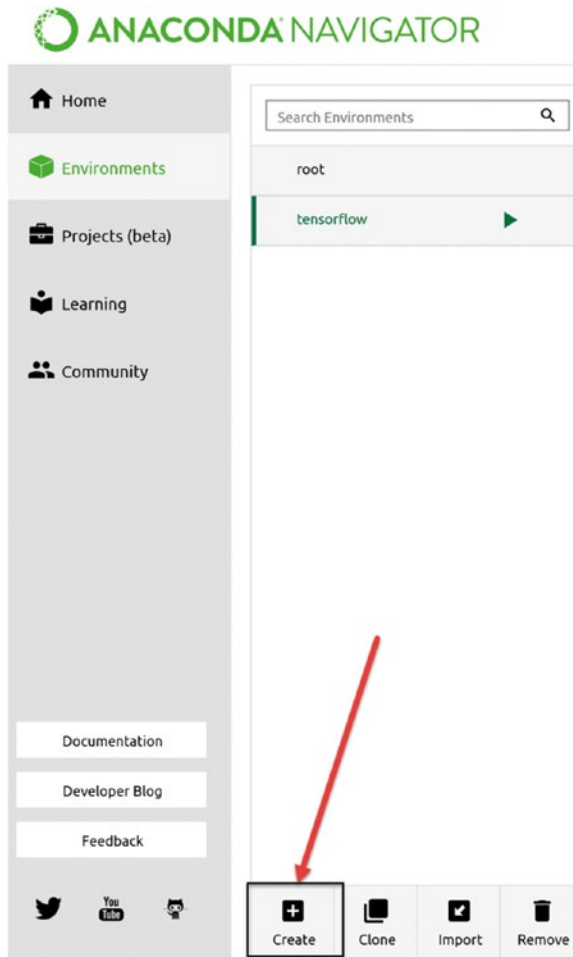 ANACONDA NAVIGATOR
Home
Environments
Projects (beta)
Learning
Community
Documentation
Developer Blog
Feedback
You
Tube
Search Environments
root
tensorflow
Create
Clone
Import
Remove